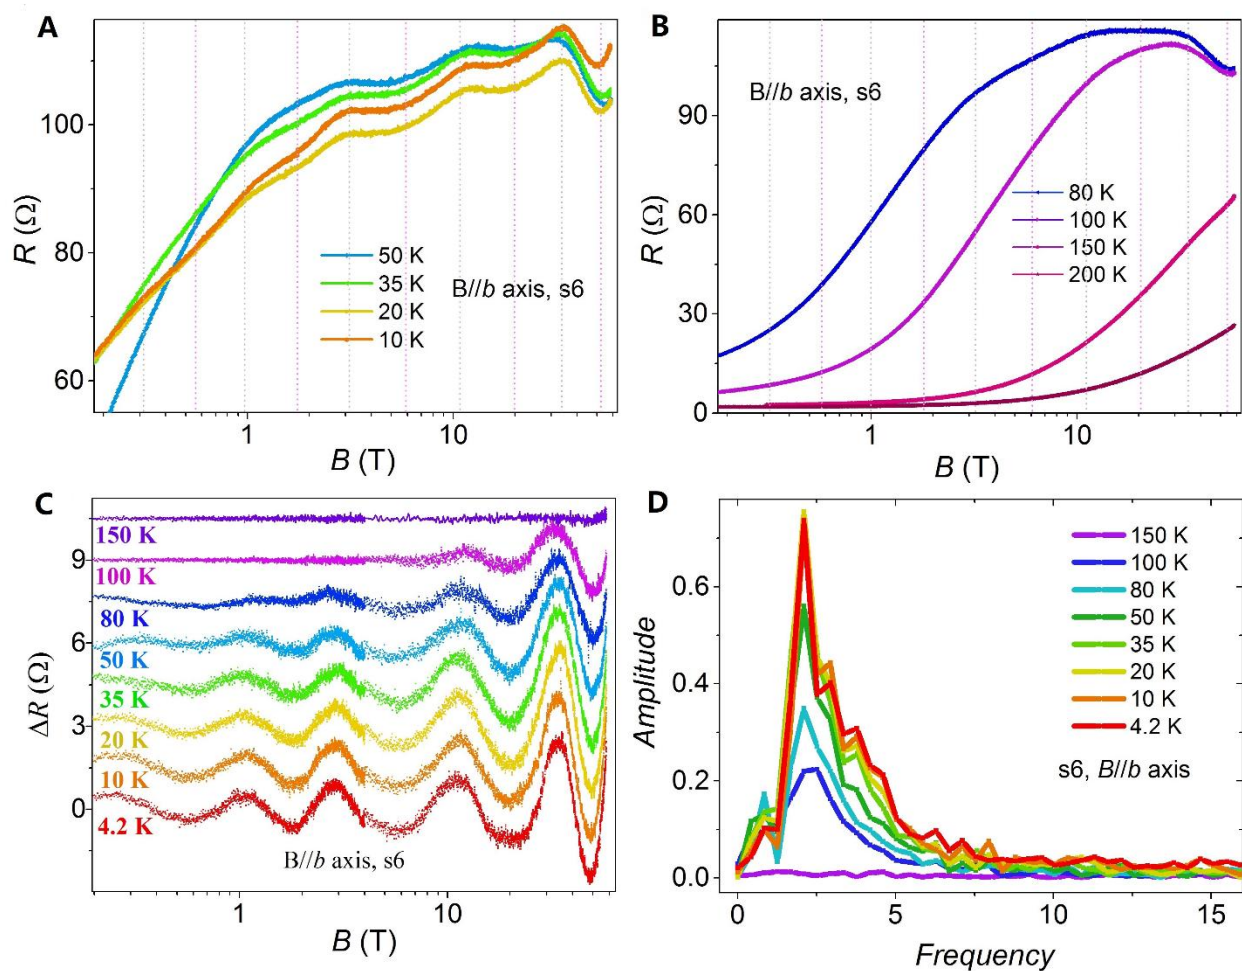 A
R (Ω)
100
80
60
50 K
35 K
20 K
10 K
B//b axis, s6
1
10
B (T)
B
R (Ω)
90
60
30
0
B//b axis, s6
80 K
100 K
150 K
200 K
1
10
B (T)
C
ΔR (Ω)
9
6
3
0
150 K
100 K
80 K
50 K
35 K
20 K
10 K
4.2 K
B//b axis, s6
1
10
B (T)
D
Amplitude
0.6
0.4
0.2
0.0
150 K
100 K
80 K
50 K
35 K
20 K
10 K
4.2 K
s6, B//b axis
0
5
10
15
Frequency